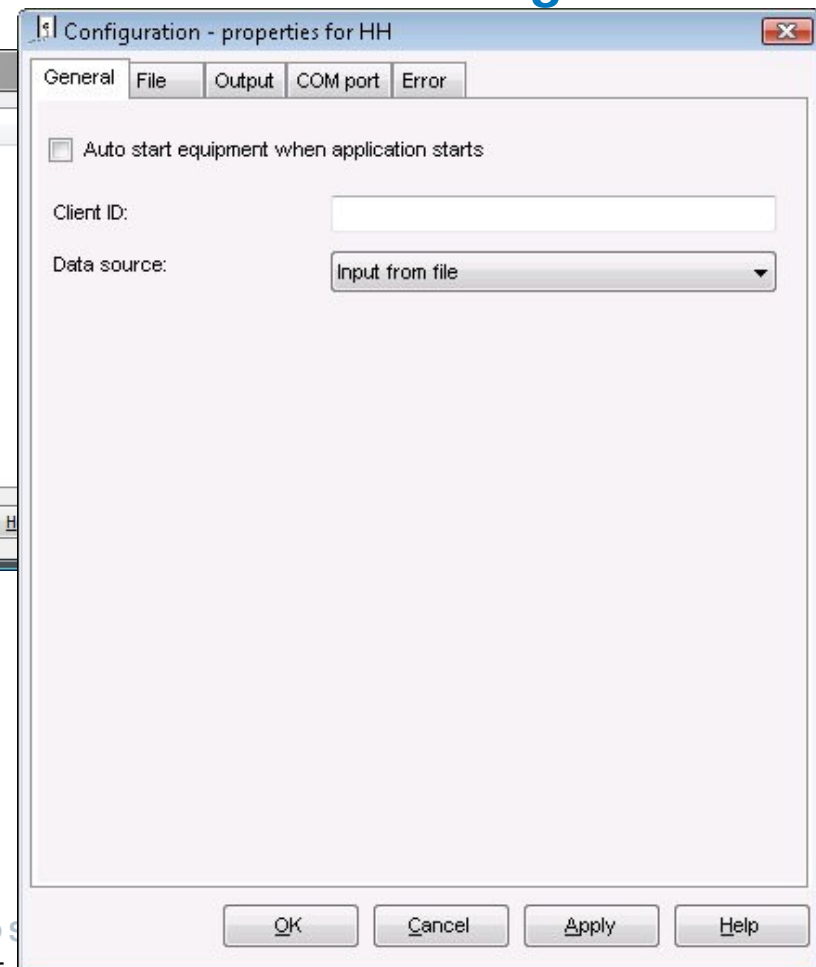 Configuration - properties for HH
General File Output COM port Error
Auto start equipment when application starts
Client ID:
Data source: Input from file
H
OK Cancel Apply Help